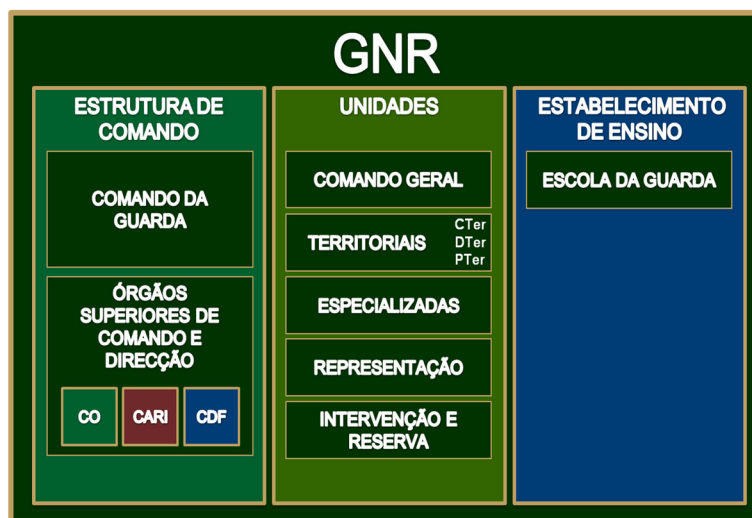 GNR
ESTRUTURA DE
COMANDO
COMANDO DA
GUARDA
ÓRGÃOS
SUPERIORES DE
COMANDO E
DIRECÇÃO
CO
CARI
CDF
UNIDADES
COMANDO GERAL
TERRITORIAIS
CTer
DTer
PTer
ESPECIALIZADAS
REPRESENTAÇÃO
INTERVENÇÃO E
RESERVA
ESTABELECIMENTO
DE ENSINO
ESCOLA DA GUARDA